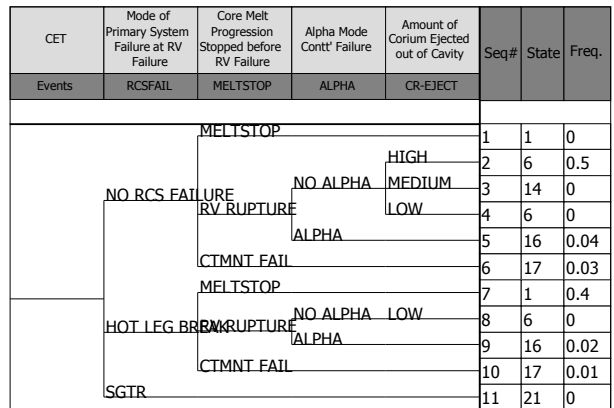 CET
Mode of
Primary System
Failure at RV
Failure
Core Melt
Progression
Stopped before
RV Failure
Alpha Mode
Contt' Failure
Amount of
Corium Ejected
out of Cavity
Seq# State Freq.
Events RCSFAIL MELTSTOP ALPHA CR-EJECT
MELTSTOP 1 1 0
HIGH 2 6 0.5
NO ALPHA MEDIUM 3 14 0
NO RCS FAILURE
RV RUPTURE LOW 4 6 0
ALPHA 5 16 0.04
CTMNT FAIL 6 17 0.03
MELTSTOP 7 1 0.4
NO ALPHA LOW 8 6 0
HOT LEG BREAK RV RUPTURE
ALPHA 9 16 0.02
CTMNT FAIL 10 17 0.01
SGTR 11 21 0